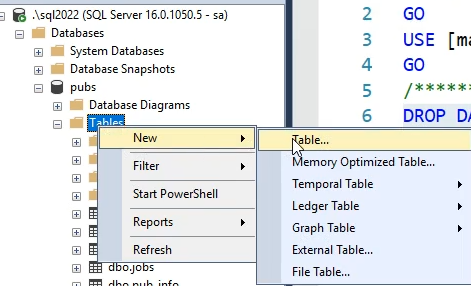 .\sql2022 (SQL Server 16.0.1050.5 - sa)
Databases
System Databases
Database Snapshots
pubs
Database Diagrams
Tables
New
Filter
Start PowerShell
Reports
Refresh
dbo.jobs
dbo.pub_info
Table...
Memory Optimized Table...
Temporal Table
Ledger Table
Graph Table
External Table...
File Table...
2 GO
3 USE [ma
4 GO
5 /*******
6 DROP DA